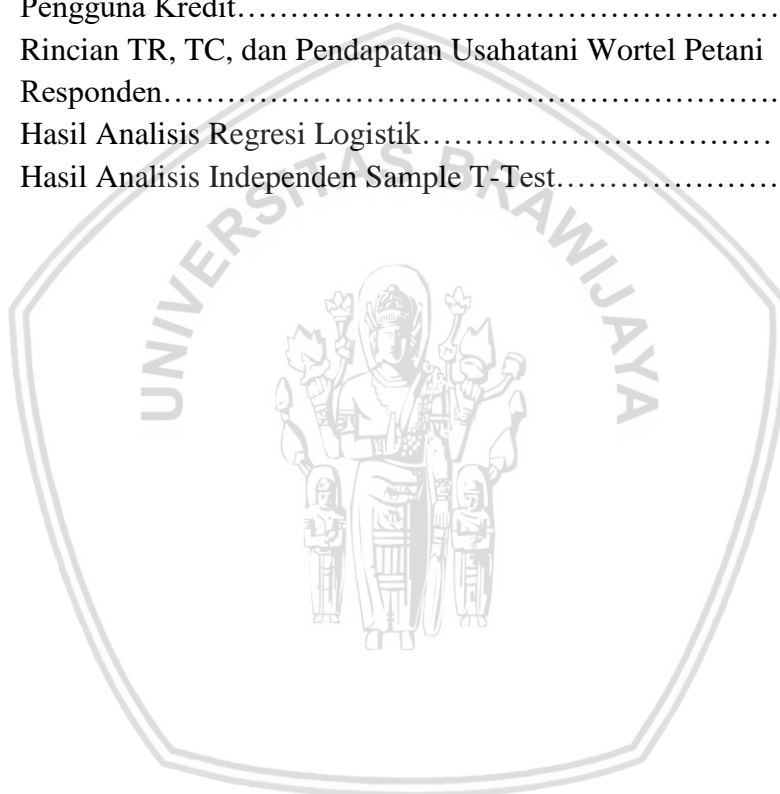 Pengguna Kredit……………………………………………
Rincian TR, TC, dan Pendapatan Usahatani Wortel Petani
Responden………………………………………………….
Hasil Analisis Regresi Logistik……………………………
Hasil Analisis Independen Sample T-Test…………………
UNIVERSITAS BRAWIJAYA